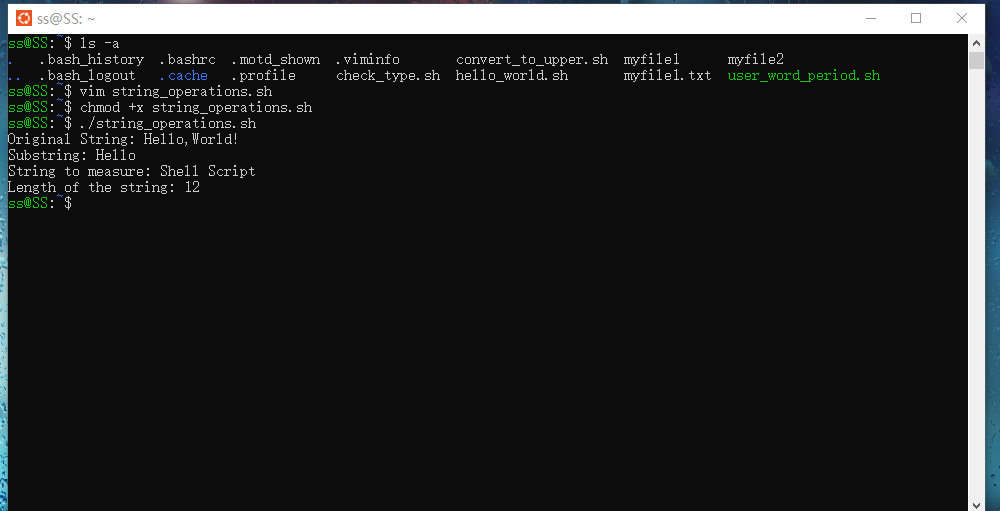 ss@SS: ~
ss@SS:~$ ls -a
. .bash_history .bashrc .motd_shown .viminfo convert_to_upper.sh myfile1 myfile2
.. .bash_logout .cache .profile check_type.sh hello_world.sh myfile1.txt user_word_period.sh
ss@SS:~$ vim string_operations.sh
ss@SS:~$ chmod +x string_operations.sh
ss@SS:~$ ./string_operations.sh
Original String: Hello,World!
Substring: Hello
String to measure: Shell Script
Length of the string: 12
ss@SS:~$